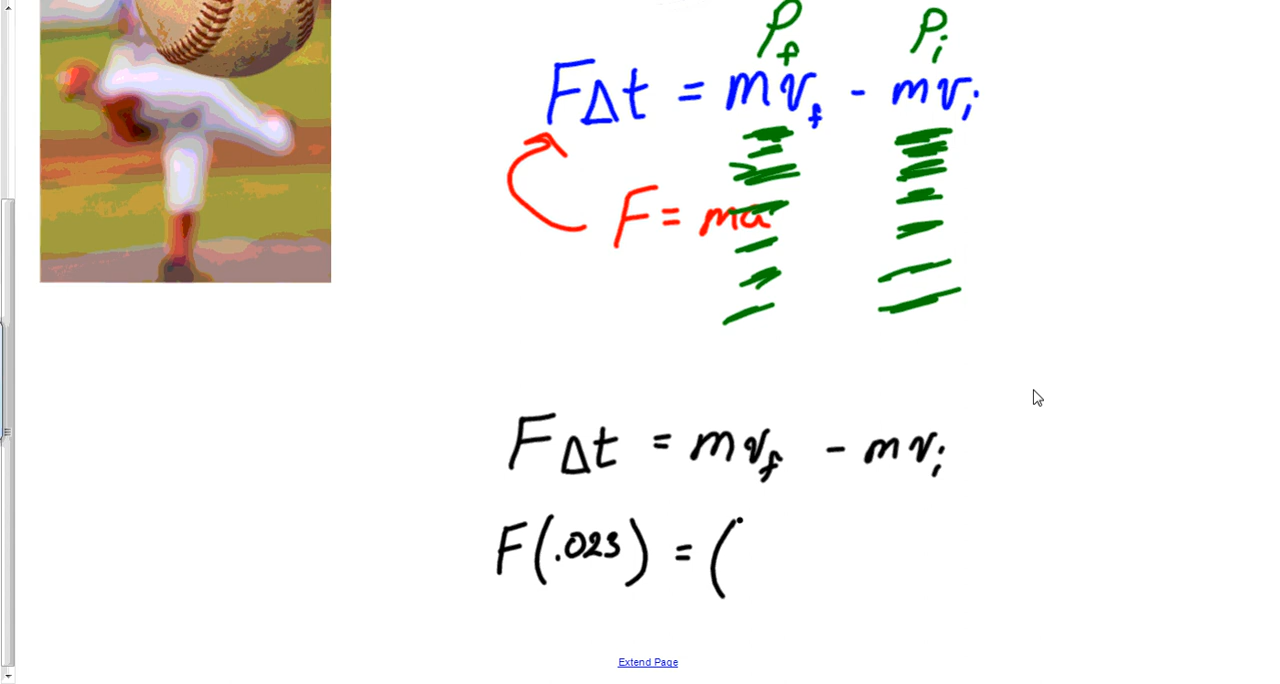 P_f P_i
FΔt = mv_f - mv_i
F = ma
FΔt = mv_f - mv_i
F(.023) = (
Extend Page